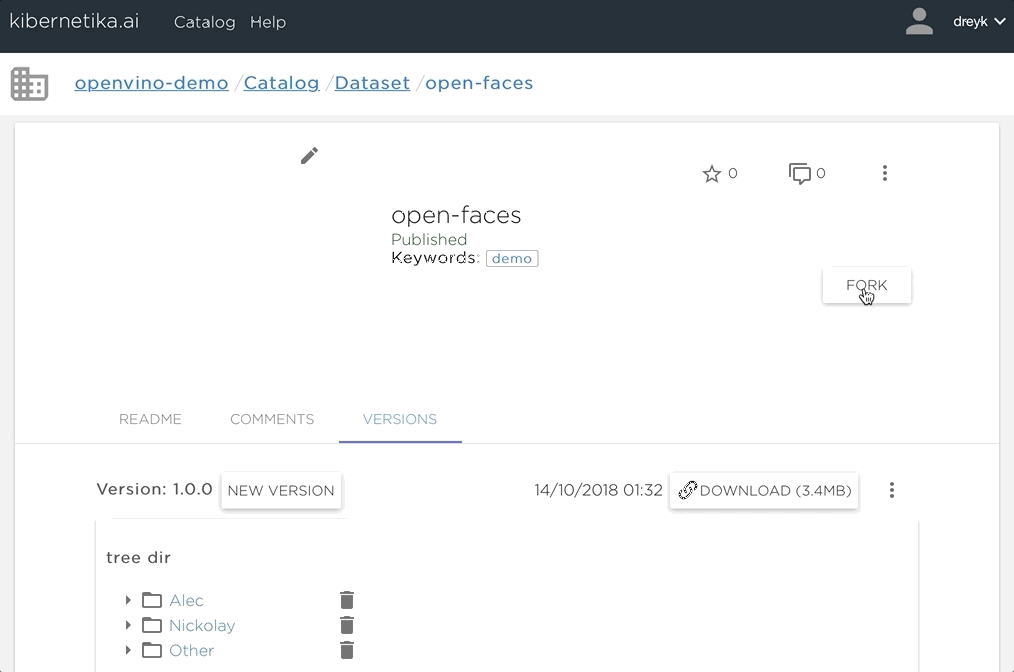 kibernetika.ai Catalog Help dreyk
openvino-demo /Catalog /Dataset /open-faces
0 0
open-faces
Published
Keywords: demo
FORK
README COMMENTS VERSIONS
Version: 1.0.0 NEW VERSION 14/10/2018 01:32 DOWNLOAD (3.4MB)
tree dir
Alec
Nickolay
Other